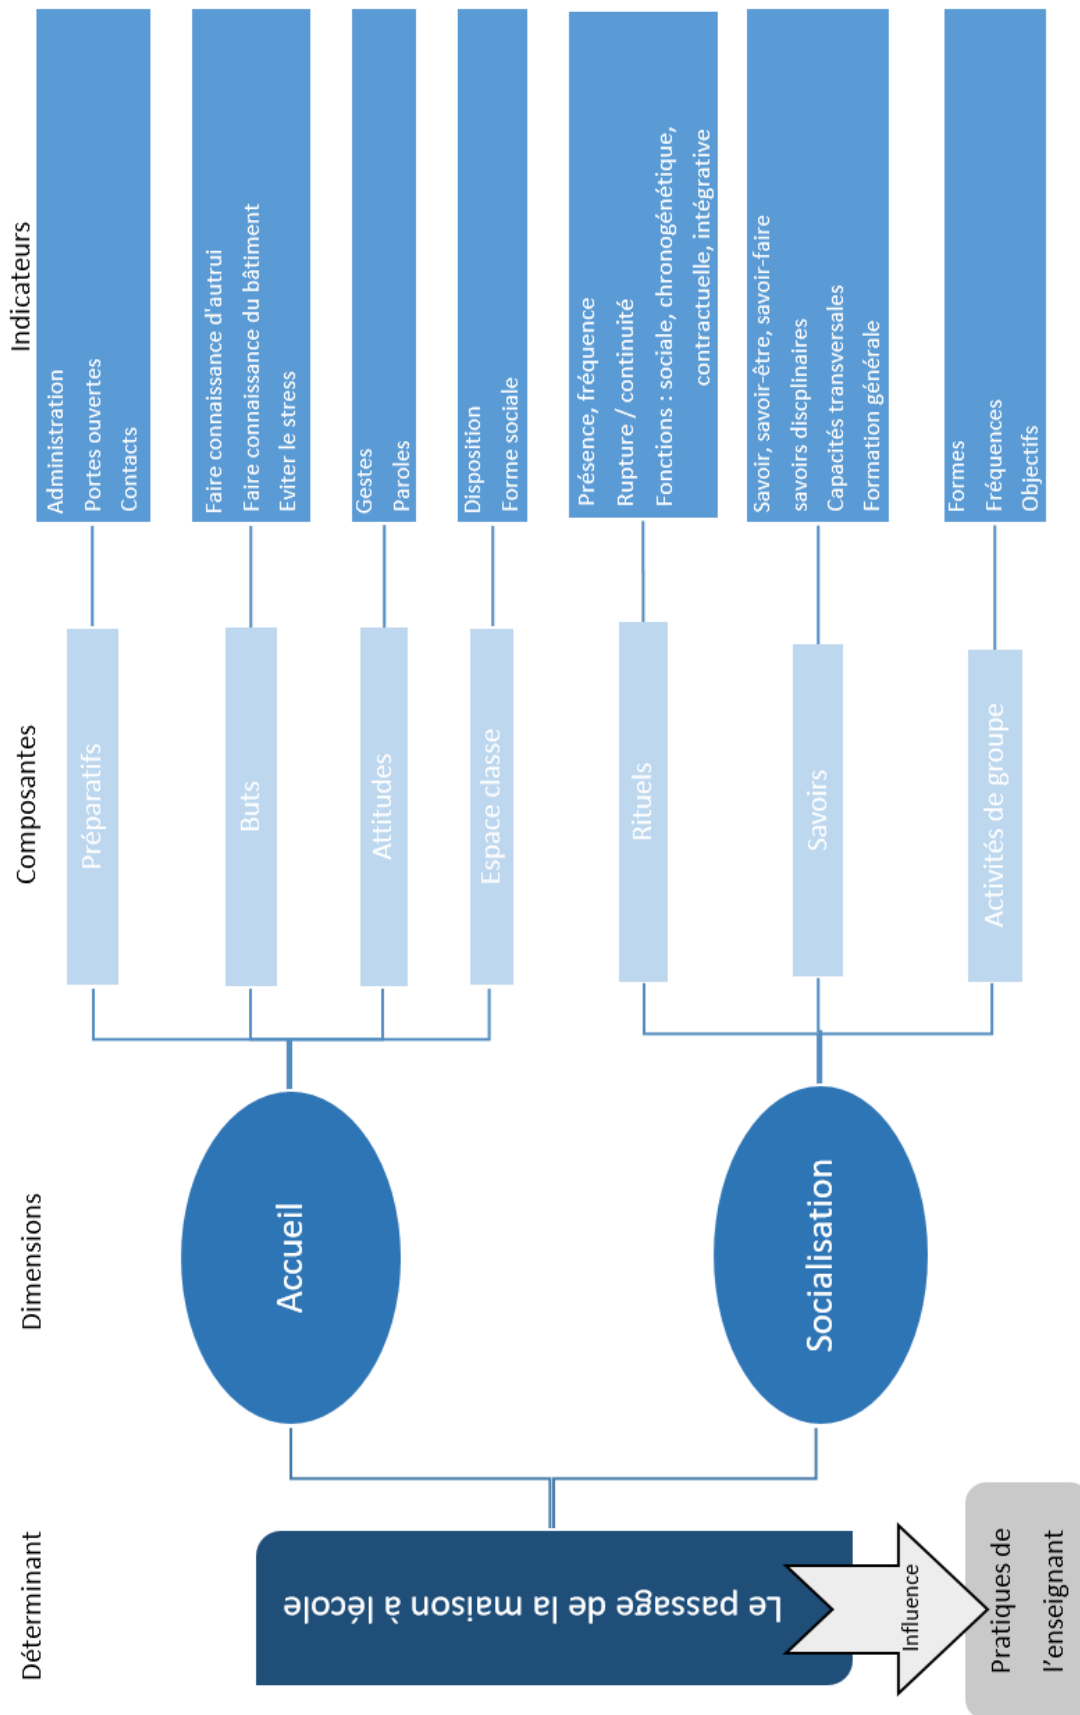 Déterminant
Dimensions
Composantes
Indicateurs
Le passage de la maison à lécole
Influence
Pratiques de
l'enseignant
Accueil
Préparatifs
Administration
Portes ouvertes
Contacts
Buts
Faire connaissance d'autrui
Faire connaissance du bâtiment
Eviter le stress
Attitudes
Gestes
Paroles
Espace classe
Disposition
Forme sociale
Socialisation
Rituels
Présence, fréquence
Rupture / continuité
Fonctions : sociale, chronogénétique,
contractuelle, intégrative
Savoirs
Savoir, savoir-être, savoir-faire
savoirs discplinaires
Capacités transversales
Formation générale
Activités de groupe
Formes
Fréquences
Objectifs